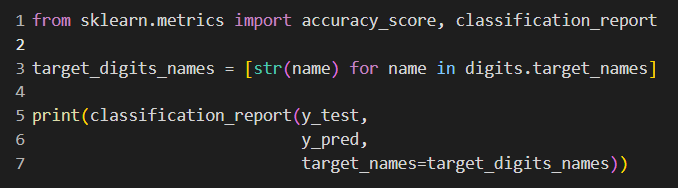 1 from sklearn.metrics import accuracy_score, classification_report
2
3 target_digits_names = [str(name) for name in digits.target_names]
4
5 print(classification_report(y_test,
6                             y_pred,
7                             target_names=target_digits_names))